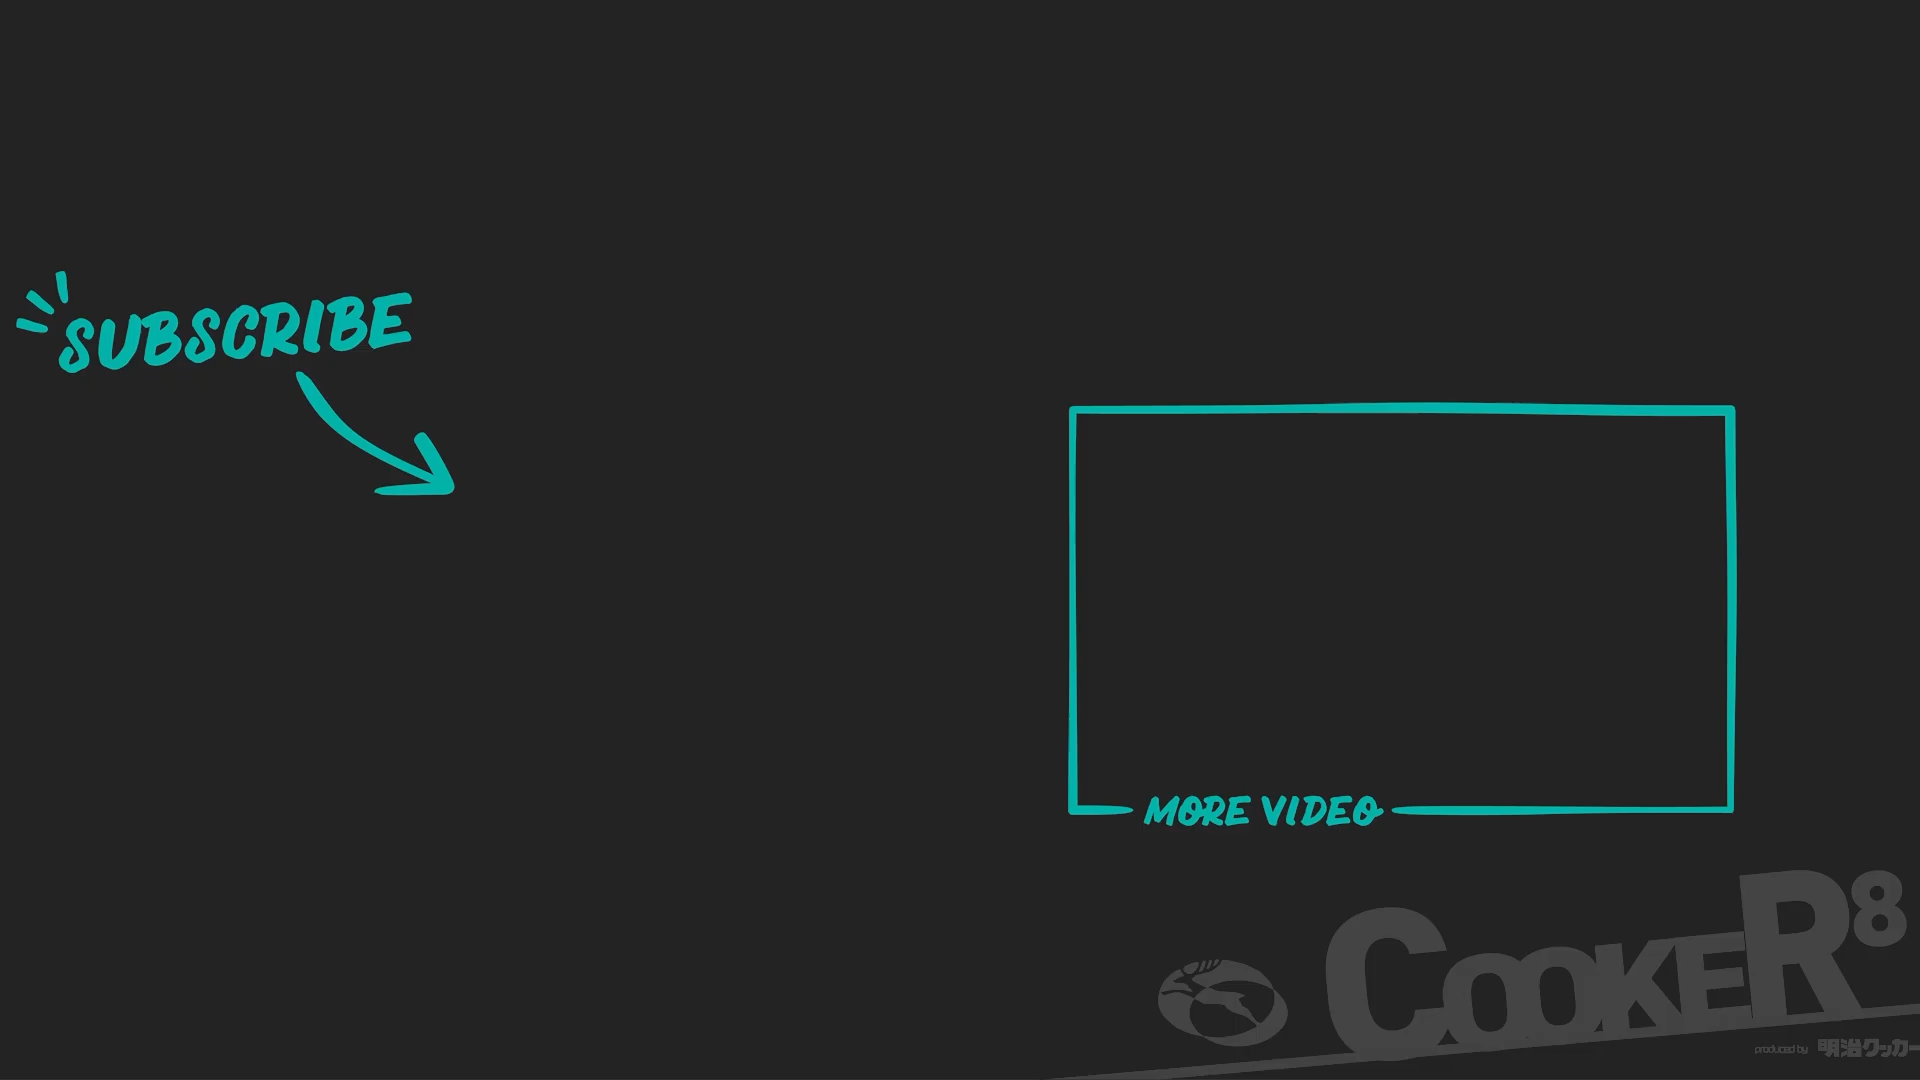 SUBSCRIBE
MORE VIDEO
COOKER8
produced by 明治クッカー